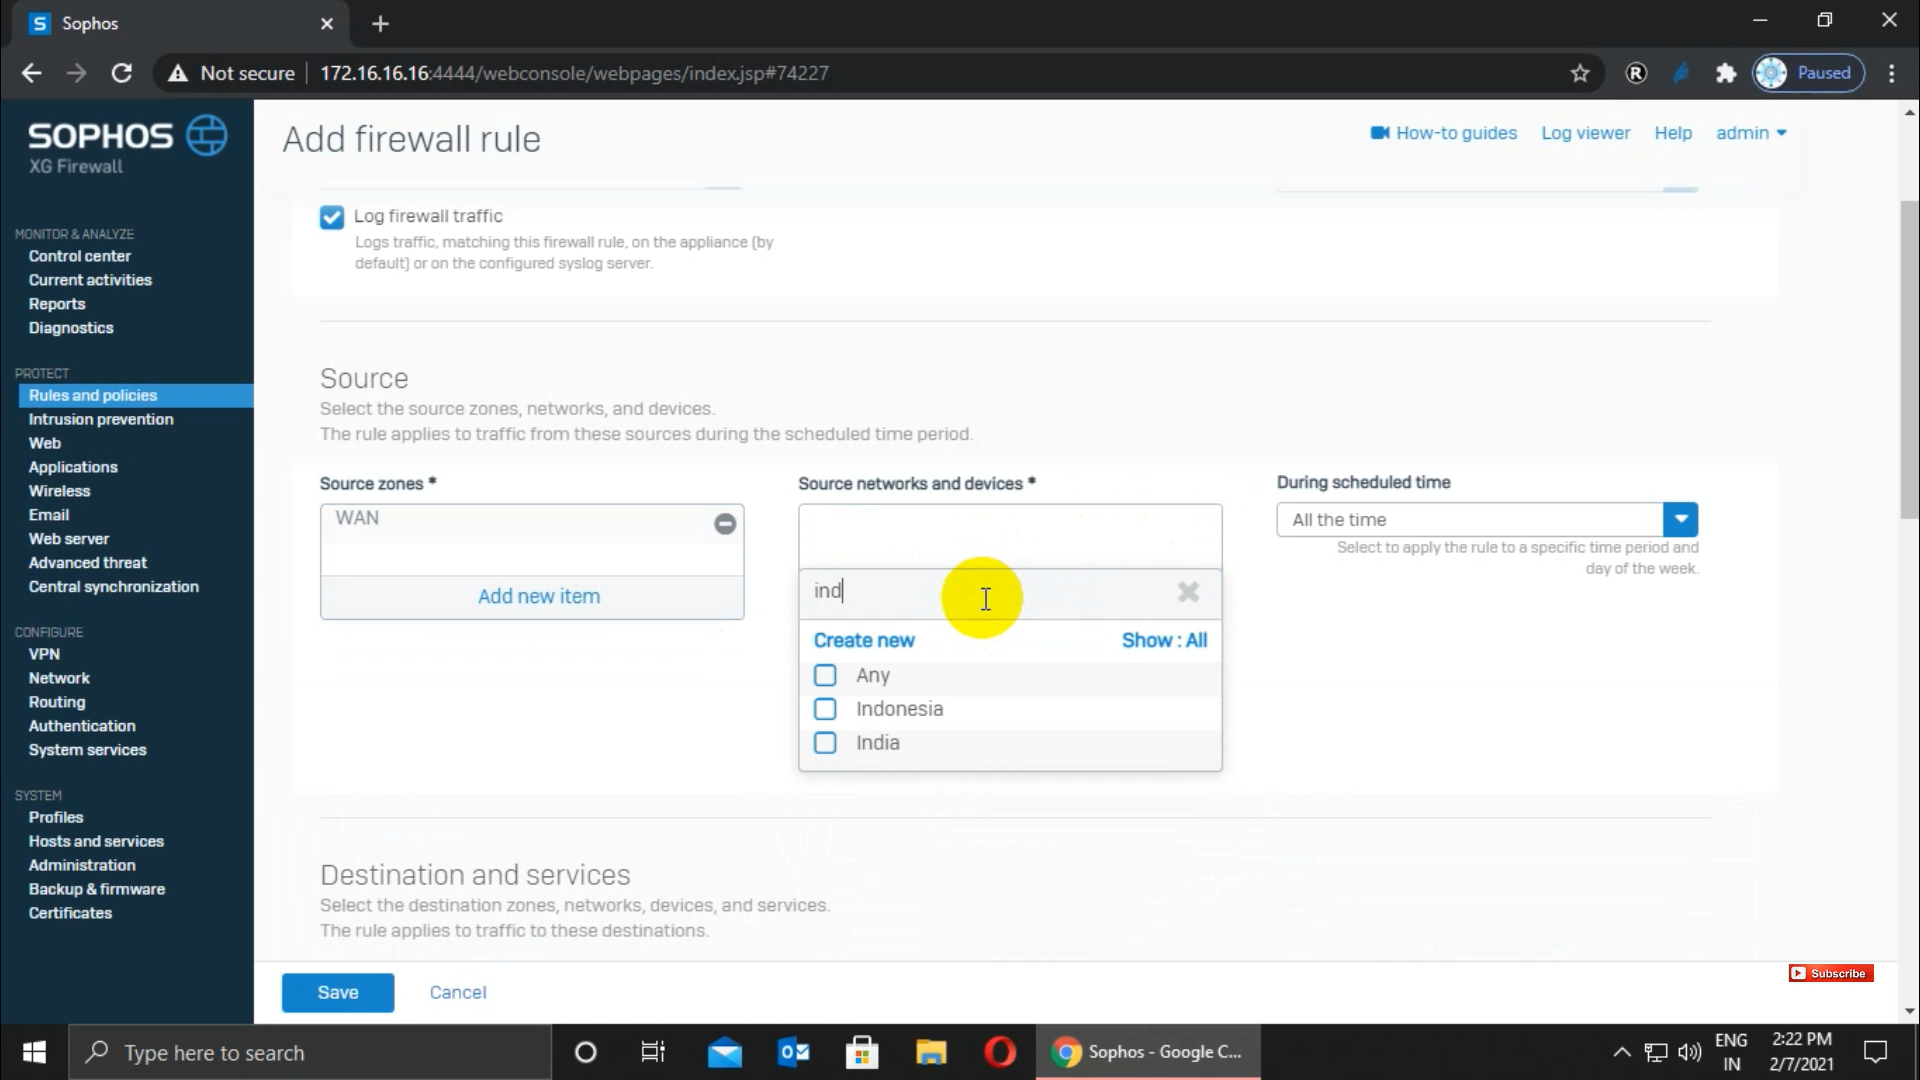 Sophos
Not secure
172.16.16.16:4444/webconsole/webpages/index.jsp#74227
Paused
SOPHOS
XG Firewall
Add firewall rule
How-to guides
Log viewer
Help
admin
MONITOR & ANALYZE
Control center
Current activities
Reports
Diagnostics
PROTECT
Rules and policies
Intrusion prevention
Web
Applications
Wireless
Email
Web server
Advanced threat
Central synchronization
CONFIGURE
VPN
Network
Routing
Authentication
System services
SYSTEM
Profiles
Hosts and services
Administration
Backup & firmware
Certificates
Log firewall traffic
Logs traffic, matching this firewall rule, on the appliance (by
default) or on the configured syslog server.
Source
Select the source zones, networks, and devices.
The rule applies to traffic from these sources during the scheduled time period.
Source zones *
WAN
Add new item
Source networks and devices *
ind
Create new
Show : All
Any
Indonesia
India
During scheduled time
All the time
Select to apply the rule to a specific time period and
day of the week.
Destination and services
Select the destination zones, networks, devices, and services.
The rule applies to traffic to these destinations.
Save
Cancel
Subscribe
Type here to search
Sophos - Google C...
ENG
IN
2:22 PM
2/7/2021